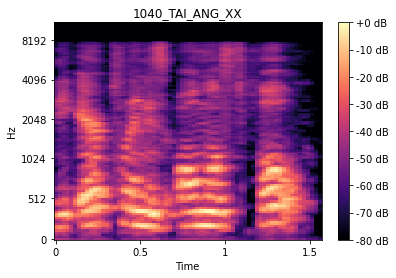 1040_TAI_ANG_XX
8192
4096
2048
1024
512
0
Hz
0
0.5
1
1.5
Time
+0 dB
-10 dB
-20 dB
-30 dB
-40 dB
-50 dB
-60 dB
-70 dB
-80 dB